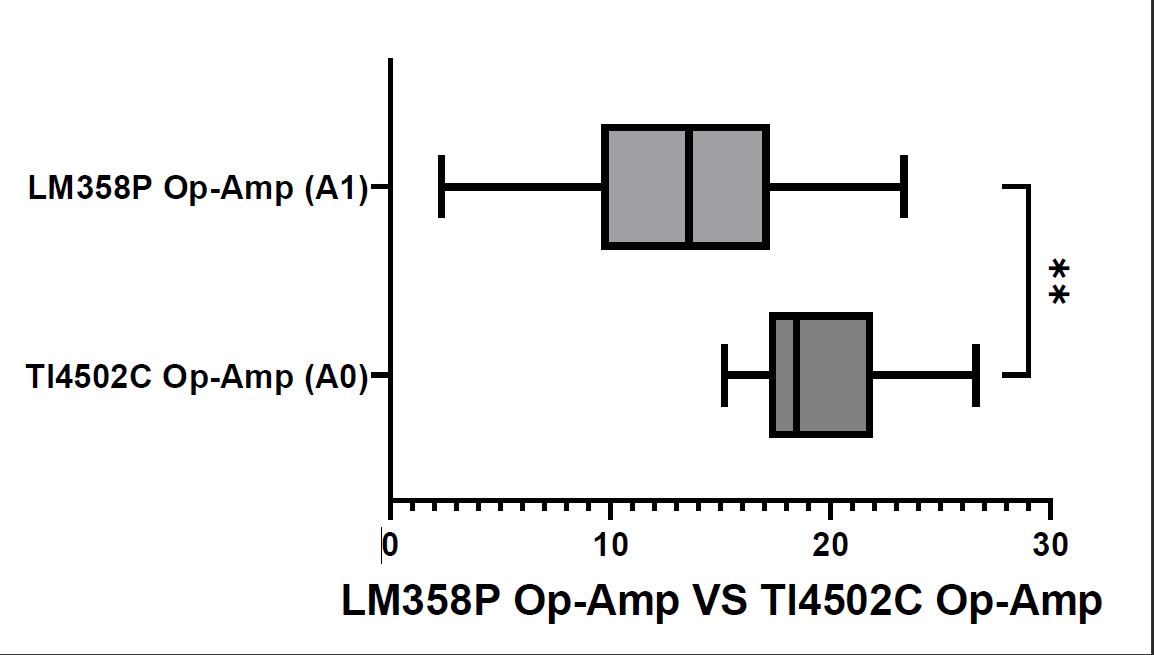 LM358P Op-Amp (A1)
**
TI4502C Op-Amp (A0)
0 10 20 30
LM358P Op-Amp VS TI4502C Op-Amp